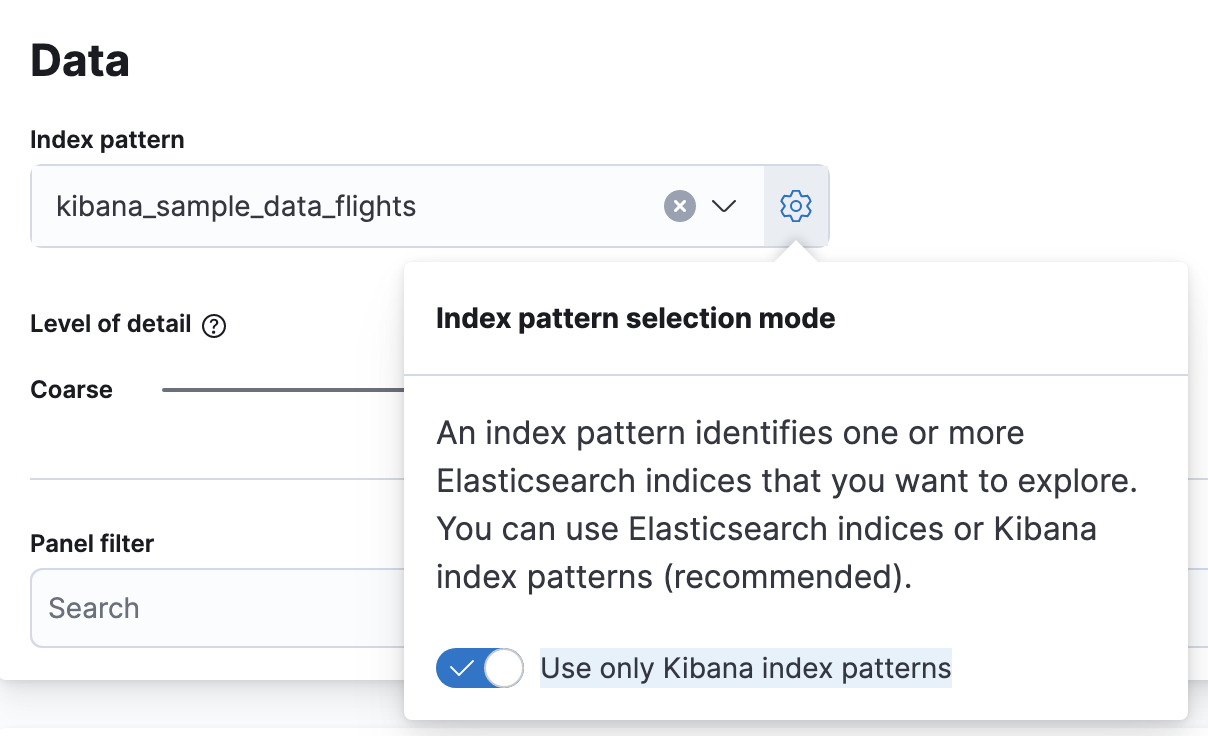 Data
Index pattern
kibana_sample_data_flights
Level of detail
Coarse
Panel filter
Search
Index pattern selection mode
An index pattern identifies one or more
Elasticsearch indices that you want to explore.
You can use Elasticsearch indices or Kibana
index patterns (recommended).
Use only Kibana index patterns